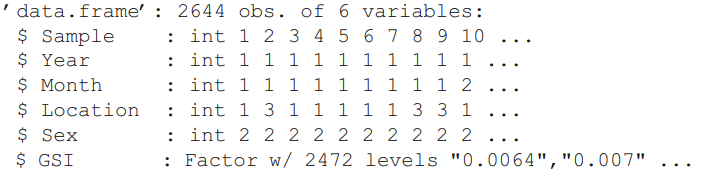 'data.frame': 2644 obs. of 6 variables:
$ Sample : int 1 2 3 4 5 6 7 8 9 10 ...
$ Year : int 1 1 1 1 1 1 1 1 1 1 ...
$ Month : int 1 1 1 1 1 1 1 1 1 2 ...
$ Location : int 1 3 1 1 1 1 1 3 3 1 ...
$ Sex : int 2 2 2 2 2 2 2 2 2 2 ...
$ GSI : Factor w/ 2472 levels "0.0064","0.007" ...